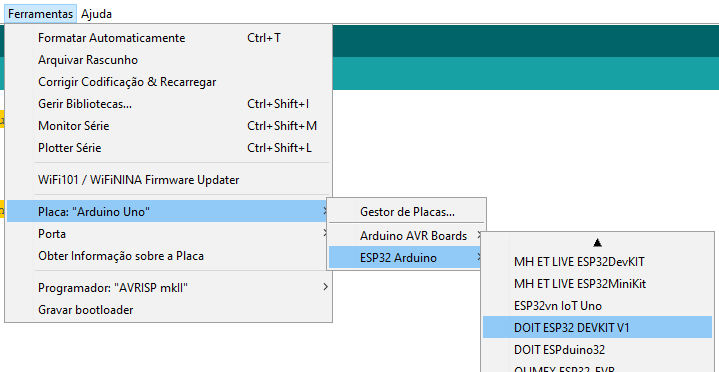 Ferramentas Ajuda
Formatar Automaticamente Ctrl+T
Arquivar Rascunho
Corrigir Codificação & Recarregar
Gerir Bibliotecas... Ctrl+Shift+I
Monitor Série Ctrl+Shift+M
Plotter Série Ctrl+Shift+L
WiFi101 / WiFiNINA Firmware Updater
Placa: "Arduino Uno"
Porta
Obter Informação sobre a Placa
Programador: "AVRISP mkII"
Gravar bootloader
Gestor de Placas...
Arduino AVR Boards
ESP32 Arduino
MH ET LIVE ESP32DevKIT
MH ET LIVE ESP32MiniKit
ESP32vn IoT Uno
DOIT ESP32 DEVKIT V1
DOIT ESPduino32
OLIMEX ESP32-EVB